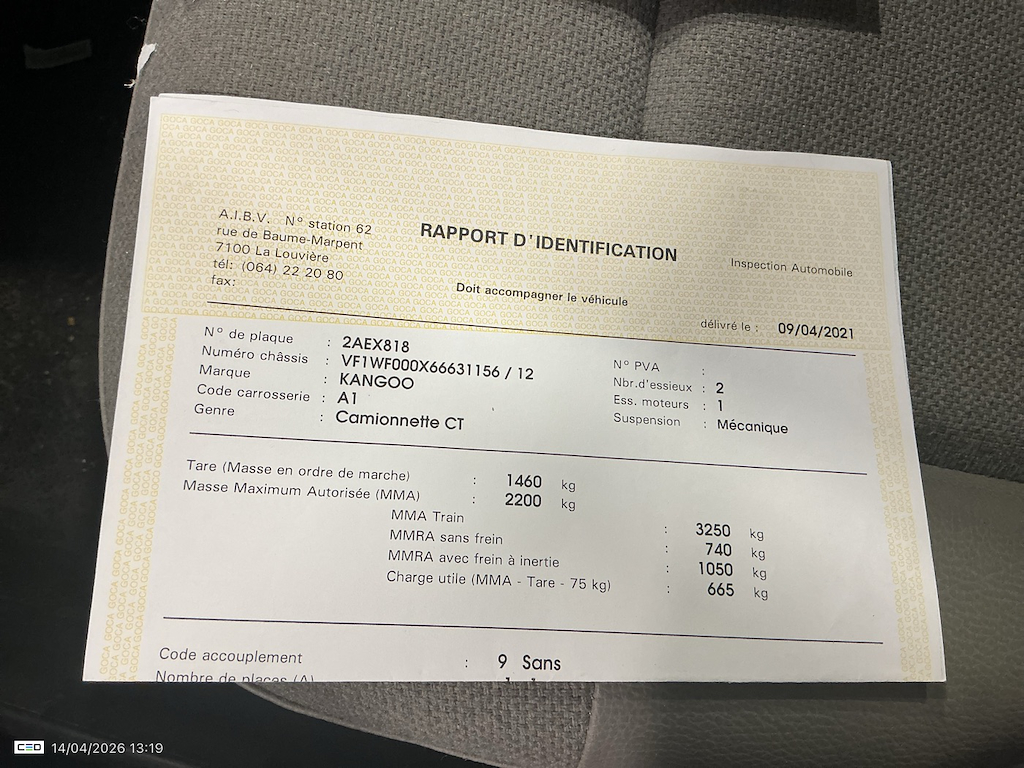 A.I.B.V. N° station 62
rue de Baume-Marpent
7100 La Louvière
tél: (064) 22 20 80
fax:
RAPPORT D'IDENTIFICATION
Doit accompagner le véhicule
Inspection Automobile
délivré le : 09/04/2021
N° de plaque : 2AEX818
Numéro châssis : VF1WF000X66631156 / 12
Marque : KANGOO
Code carrosserie : A1
Genre : Camionnette CT
N° PVA :
Nbr.d'essieux : 2
Ess. moteurs : 1
Suspension : Mécanique
Tare (Masse en ordre de marche) : 1460 kg
Masse Maximum Autorisée (MMA) : 2200 kg
MMA Train : 3250 kg
MMRA sans frein : 740 kg
MMRA avec frein à inertie : 1050 kg
Charge utile (MMA - Tare - 75 kg) : 665 kg
Code accouplement : 9 Sans
Nombre de places (A)
CEO 14/04/2026 13:19